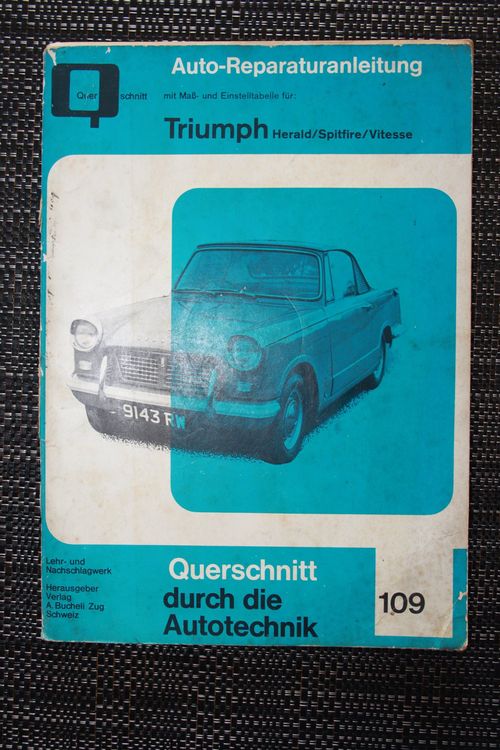 Auto-Reparaturanleitung
Querschnitt
mit Maß- und Einstelltabelle für:
Triumph Herald/Spitfire/Vitesse
9143 RW
Lehr- und
Nachschlagwerk
Herausgeber
Verlag
A. Bucheli Zug
Schweiz
Querschnitt
durch die
Autotechnik
109